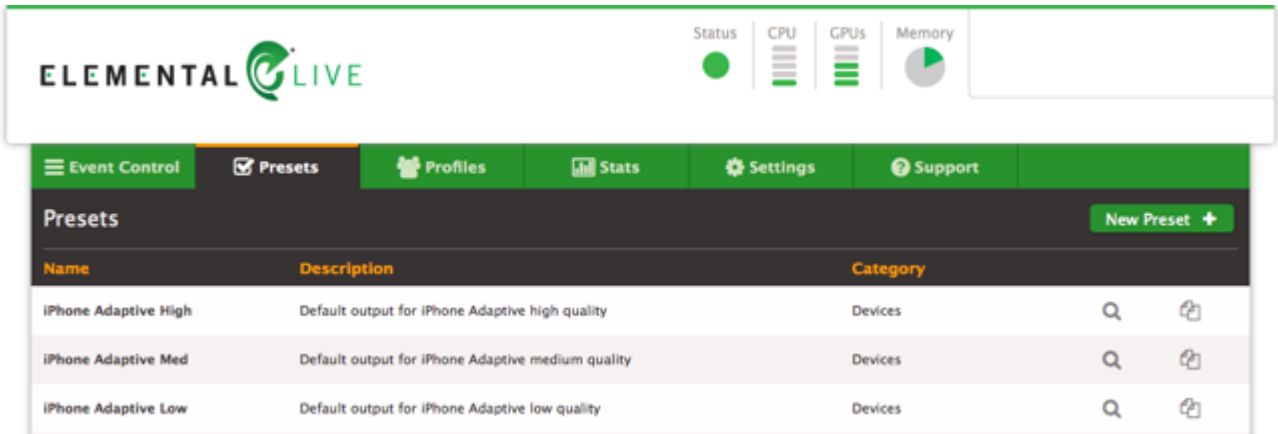 Status CPU GPUs Memory
ELEMENTAL LIVE
Event Control Presets Profiles Stats Settings Support
Presets New Preset +
Name Description Category
iPhone Adaptive High Default output for iPhone Adaptive high quality Devices
iPhone Adaptive Med Default output for iPhone Adaptive medium quality Devices
iPhone Adaptive Low Default output for iPhone Adaptive low quality Devices